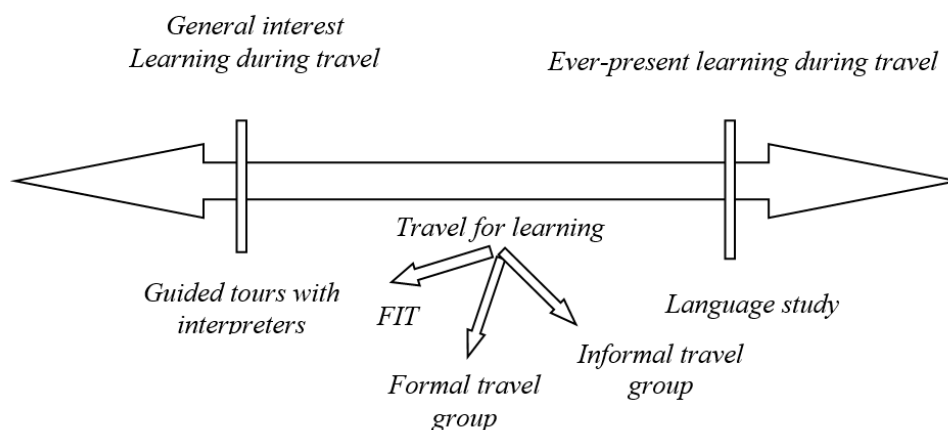 General interest
Learning during travel
Ever-present learning during travel
Travel for learning
Guided tours with
interpreters
FIT
Language study
Informal travel
group
Formal travel
group